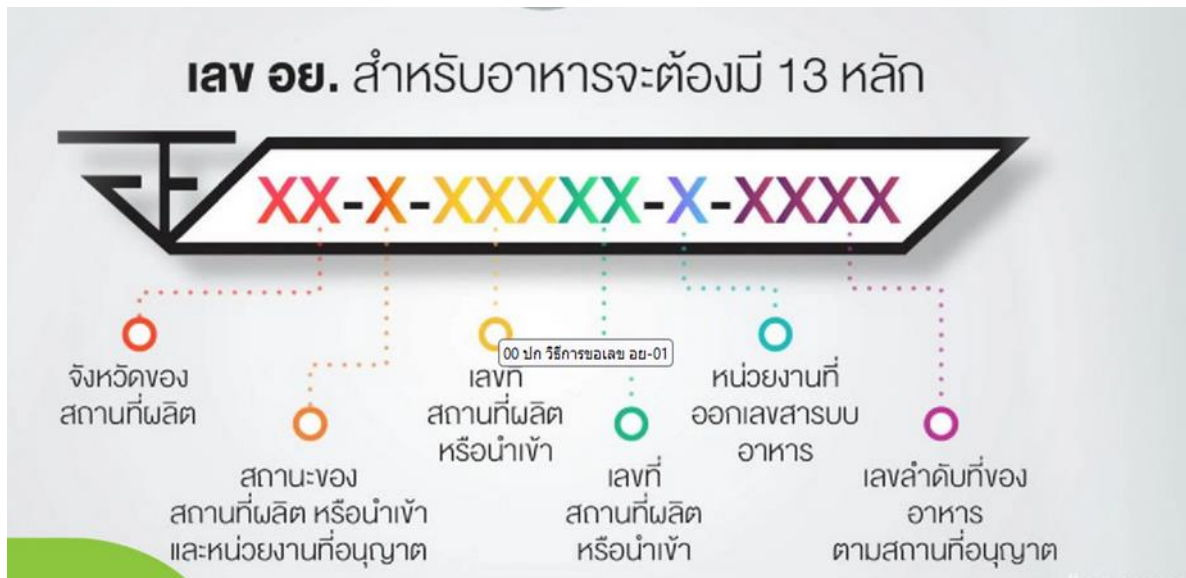 เลข อย. สำหรับอาหารจะต้องมี 13 หลัก
อย
XX-X-XXXXX-X-XXXX
จังหวัดของ
สถานที่ผลิต
สถานะของ
สถานที่ผลิต หรือนำเข้า
และหน่วยงานที่อนุญาต
00 ปก วิธีการขอเลข อย-01
เลขที่
สถานที่ผลิต
หรือนำเข้า
เลขที่
สถานที่ผลิต
หรือนำเข้า
หน่วยงานที่
ออกเลขสารบบ
อาหาร
เลขลำดับที่ของ
อาหาร
ตามสถานที่อนุญาต